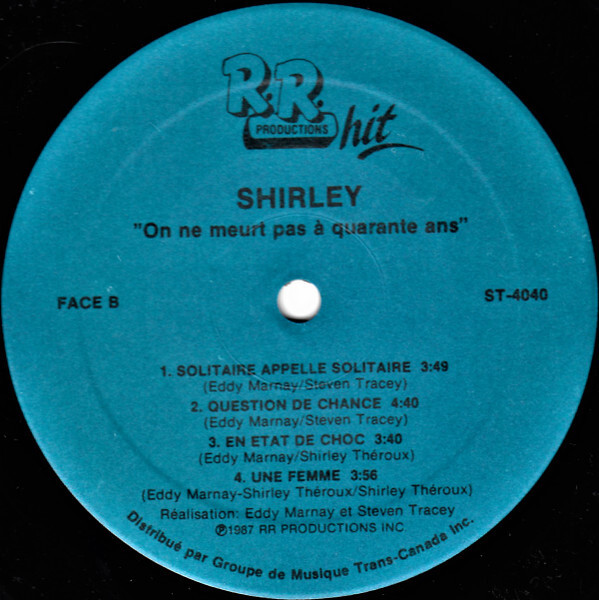 R.R.
PRODUCTIONS
hit
SHIRLEY
"On ne meurt pas à quarante ans"
FACE B
ST-4040
1. SOLITAIRE APPELLE SOLITAIRE 3:49
(Eddy Marnay/Steven Tracey)
2. QUESTION DE CHANCE 4:40
(Eddy Marnay/Steven Tracey)
3. EN ETAT DE CHOC 3:40
(Eddy Marnay/Shirley Théroux)
4. UNE FEMME 3:56
(Eddy Marnay-Shirley Théroux/Shirley Théroux)
Réalisation: Eddy Marnay et Steven Tracey
℗1987 RR PRODUCTIONS INC
Distribué par Groupe de Musique Trans-Canada Inc.